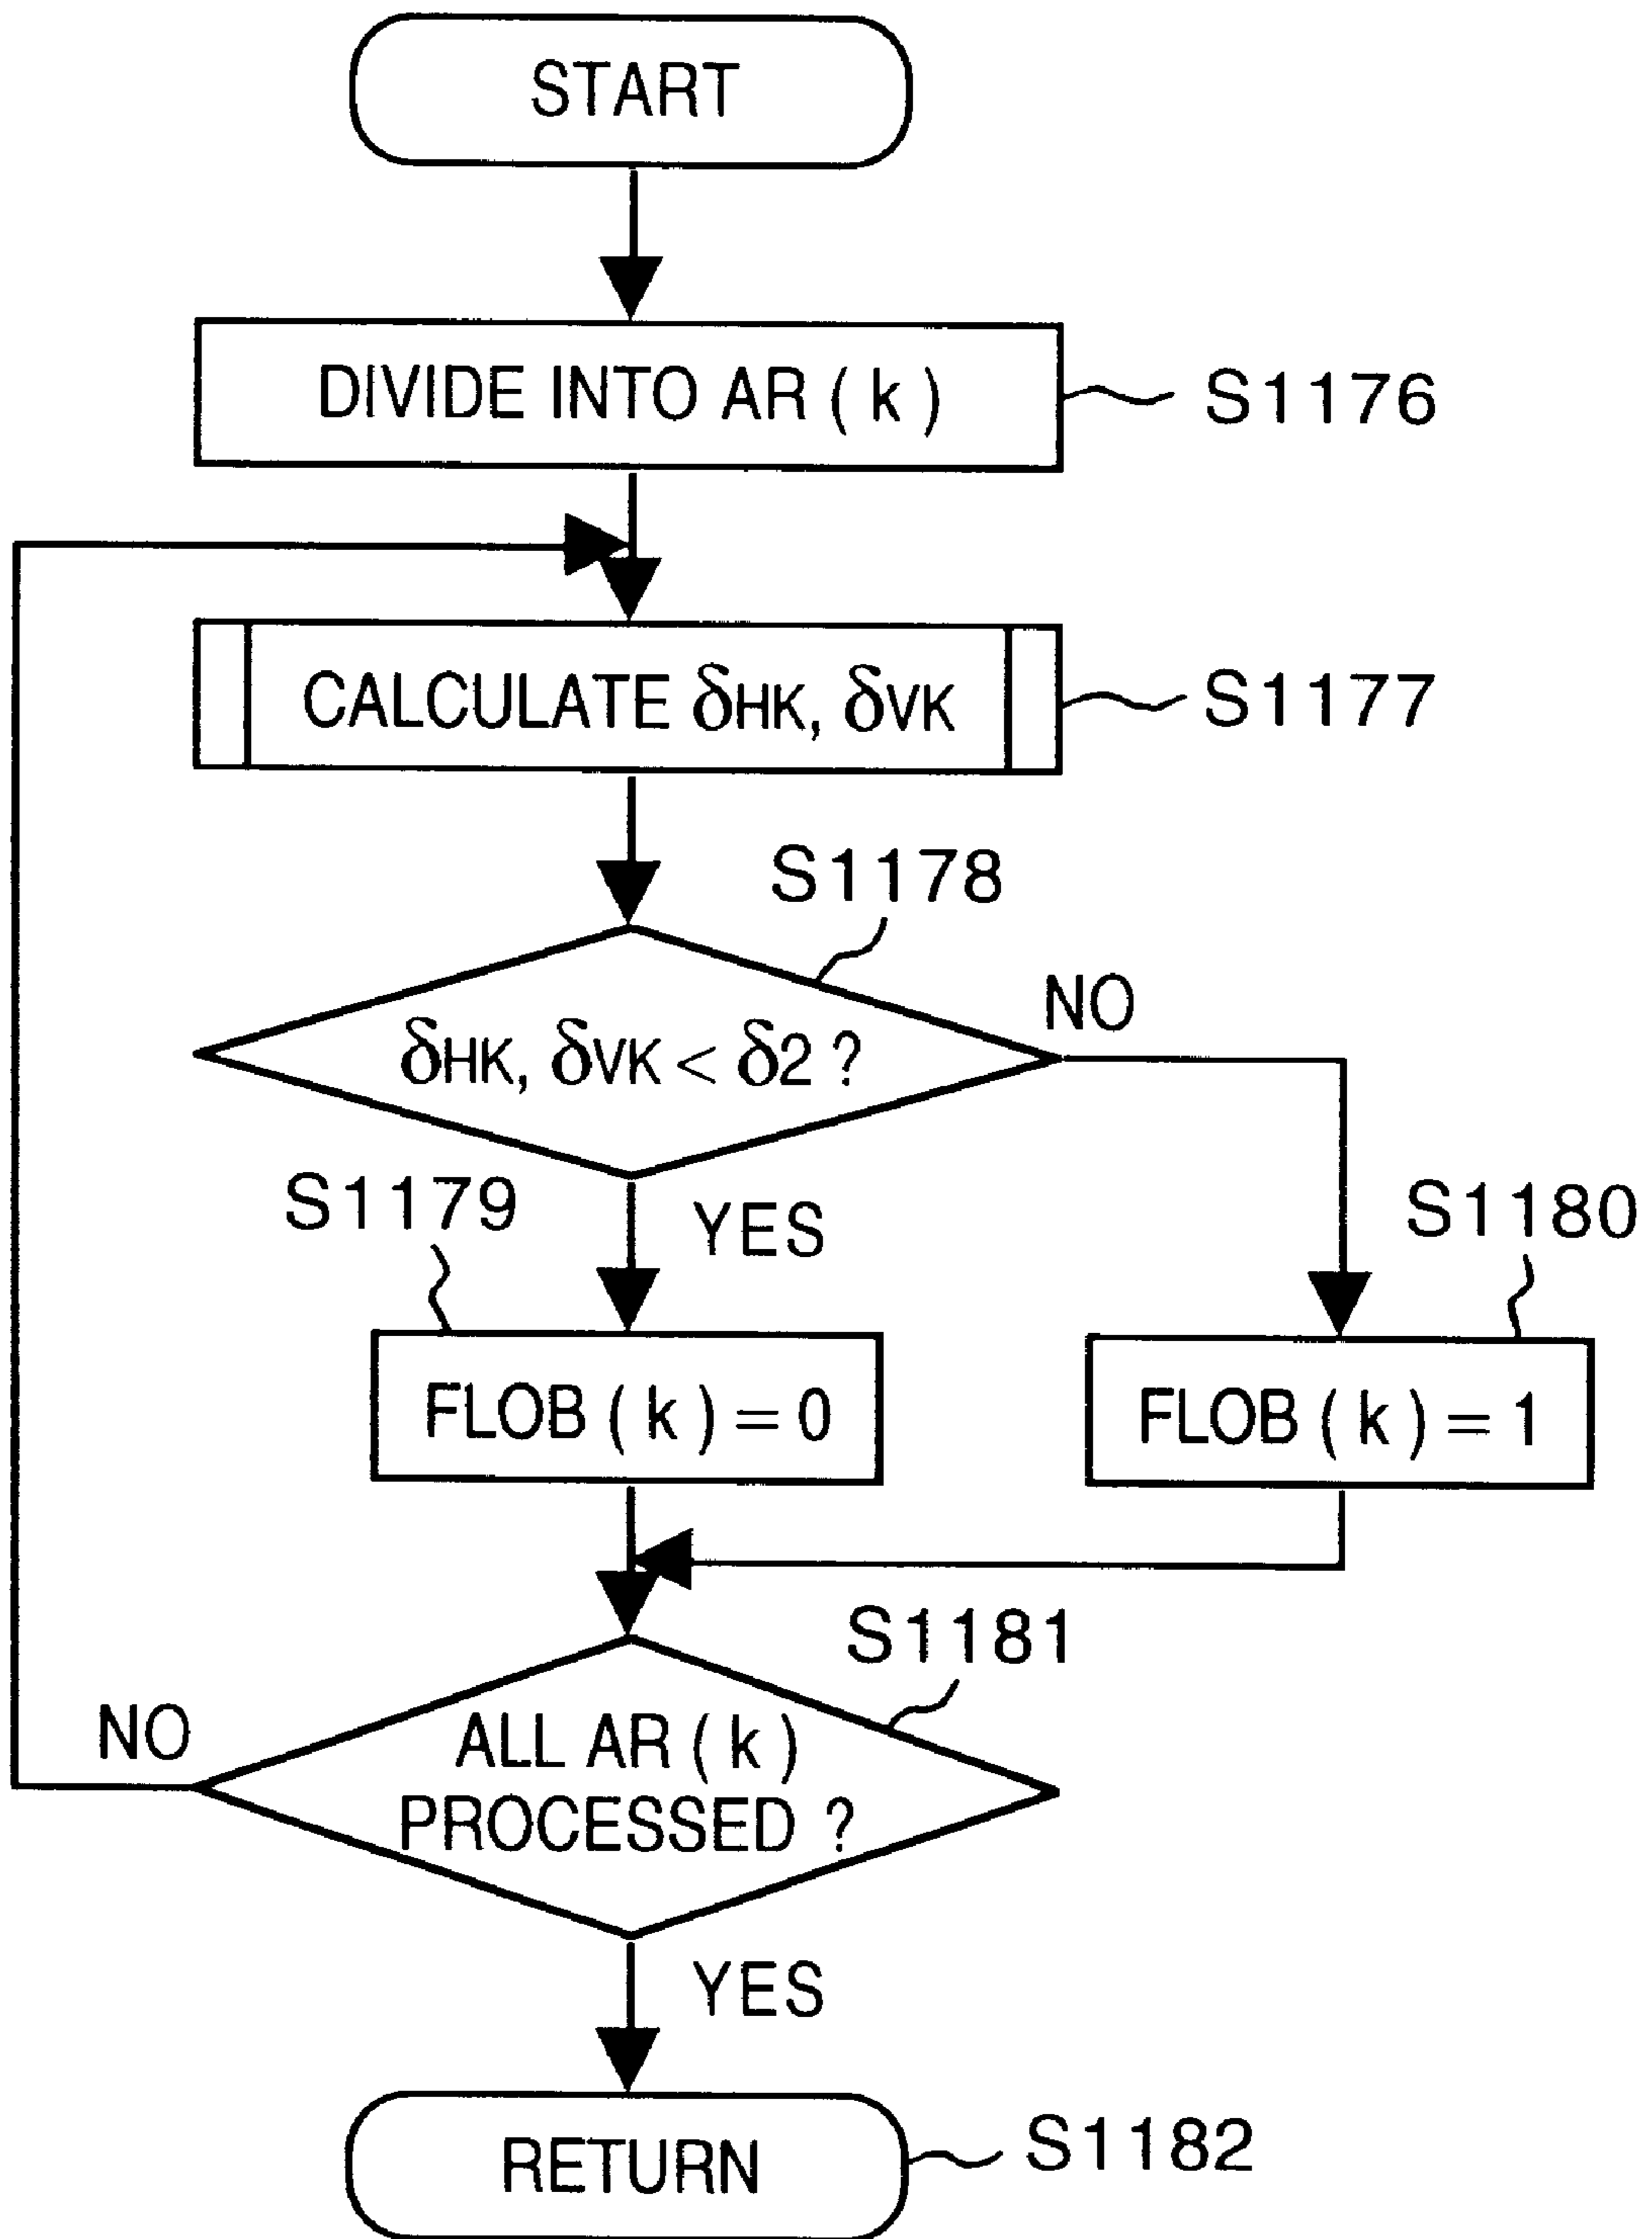 START
DIVIDE INTO AR ( k )
S1176
CALCULATE δHK, δVK
S1177
S1178
δHK, δVK < δ2 ?
NO
YES
S1179
S1180
FLOB ( k ) = 0
FLOB ( k ) = 1
S1181
ALL AR ( k )
PROCESSED ?
NO
YES
RETURN
S1182